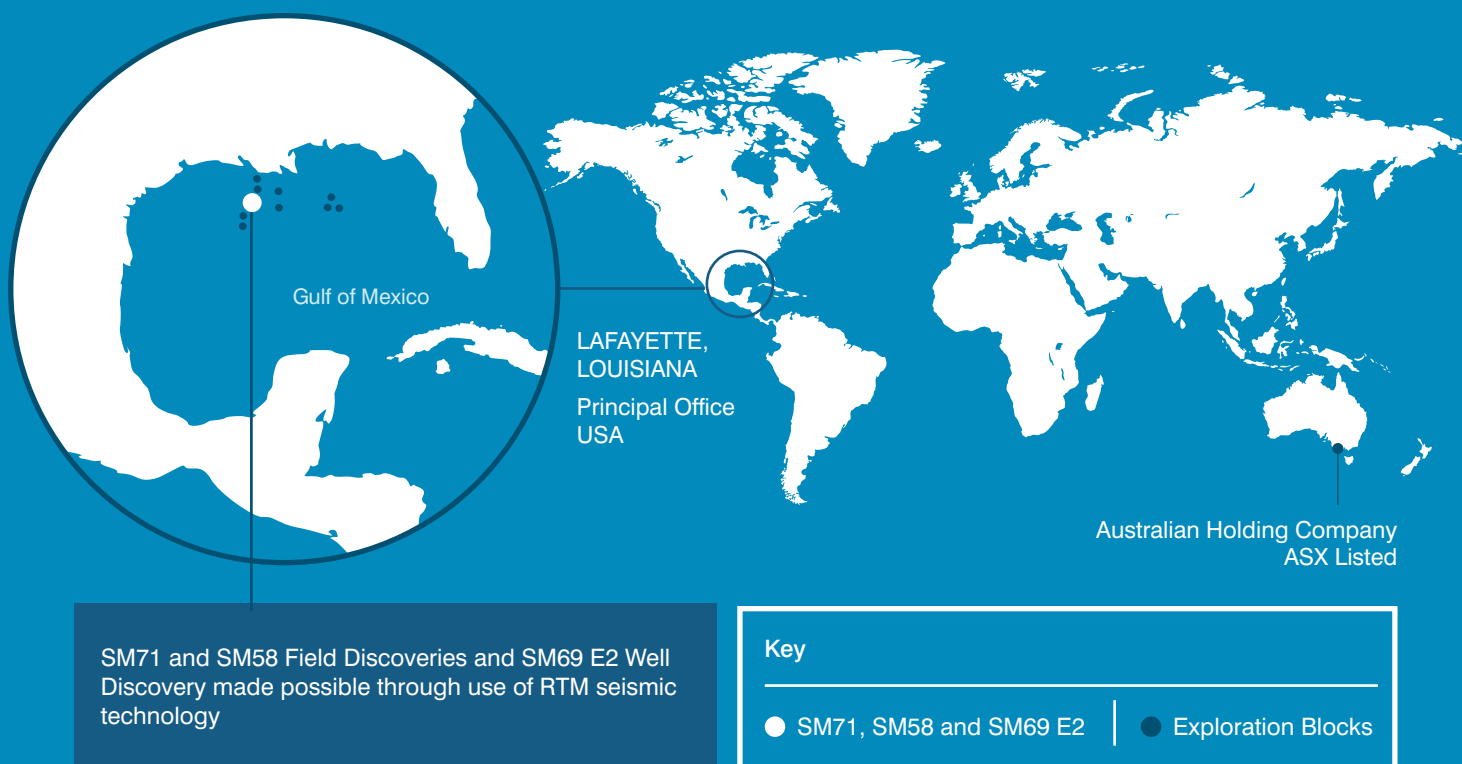 Gulf of Mexico
LAFAYETTE,
LOUISIANA
Principal Office
USA
Australian Holding Company
ASX Listed
SM71 and SM58 Field Discoveries and SM69 E2 Well
Discovery made possible through use of RTM seismic
technology
Key
SM71, SM58 and SM69 E2
Exploration Blocks